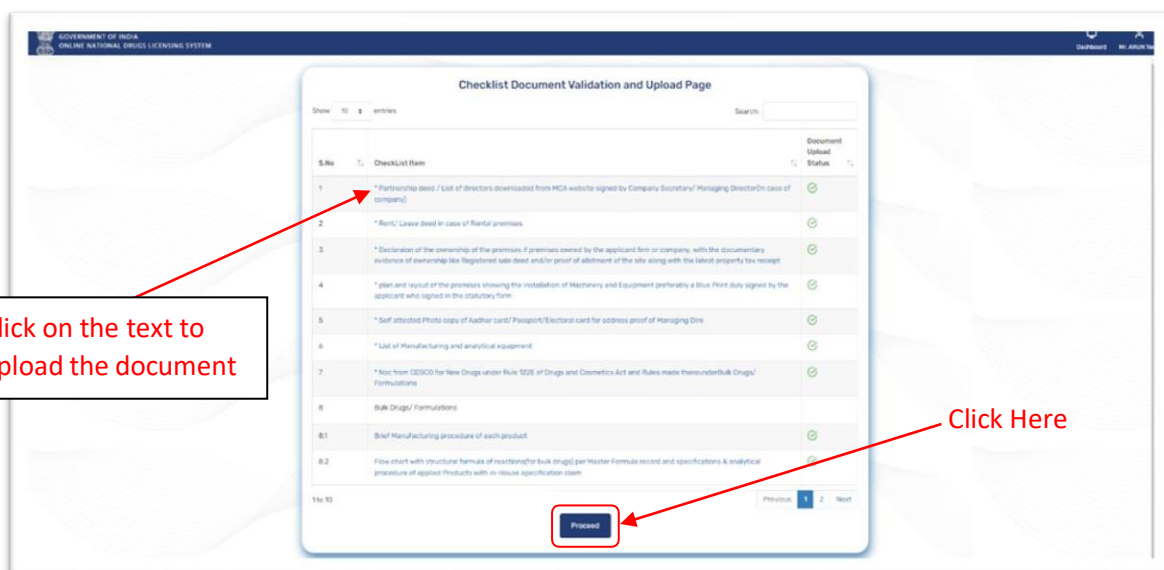 GOVERNMENT OF INDIA
ONLINE NATIONAL DRUGS LICENSING SYSTEM
Dashboard Mr. ARUN
Checklist Document Validation and Upload Page
Show 10 entries Search:
S.No CheckList Item Document Upload Status
1 * Partnership deed / List of directors downloaded from MCA website signed by Company Secretary/ Managing Director(In case of
company)
2 * Rent/ Lease deed in case of Rental premises
3 * Declaration of the ownership of the premises if premises owned by the applicant firm or company, with the documentary
evidence of ownership like Registered sale deed and/or proof of allotment of the site along with the latest property tax receipt
4 * plan and layout of the premises showing the installation of Machinery and Equipment preferably a Blue Print duly signed by the
applicant who signed in the statutory form
5 * Self attested Photo copy of Aadhar card/ Passport/Electoral card for address proof of Managing Dire
6 * List of Manufacturing and analytical equipment
7 * Noc from CDSCO for New Drugs under Rule 122E of Drugs and Cosmetics Act and Rules made thereunderBulk Drugs/
Formulations
8 Bulk Drugs/ Formulations
8.1 Brief Manufacturing procedure of each product
8.2 Flow chart with structural formula of reactions(for bulk drugs) per Master Formula record and specifications & analytical
procedure of applied Products with in-House specification claim
1 to 10 Previous 1 2 Next
Proceed
lick on the text to
pload the document
Click Here